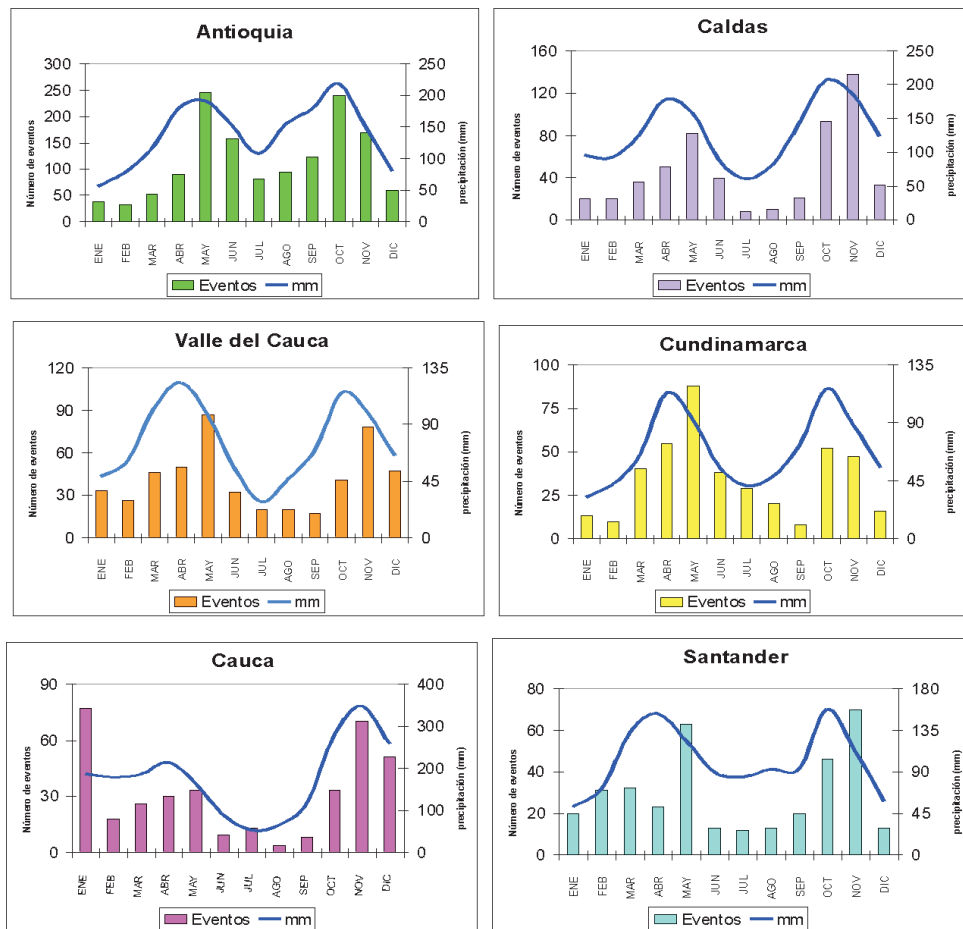 Antioquia
Número de eventos
300
250
200
150
100
50
0
250
200
150
100
50
0
precipitación (mm)
ENE FEB MAR ABR MAY JUN JUL AGO SEP OCT NOV DIC
Eventos mm
Caldas
Número de eventos
160
120
80
40
0
250
200
150
100
50
0
precipitación (mm)
ENE FEB MAR ABR MAY JUN JUL AGO SEP OCT NOV DIC
Eventos mm
Valle del Cauca
Número de eventos
120
90
60
30
0
135
90
45
0
precipitación (mm)
ENE FEB MAR ABR MAY JUN JUL AGO SEP OCT NOV DIC
Eventos mm
Cundinamarca
Número de eventos
100
75
50
25
0
135
90
45
0
precipitación (mm)
ENE FEB MAR ABR MAY JUN JUL AGO SEP OCT NOV DIC
Eventos mm
Cauca
Número de eventos
90
60
30
0
400
300
200
100
0
precipitación (mm)
ENE FEB MAR ABR MAY JUN JUL AGO SEP OCT NOV DIC
Eventos mm
Santander
Número de eventos
80
60
40
20
0
180
135
90
45
0
precipitación (mm)
ENE FEB MAR ABR MAY JUN JUL AGO SEP OCT NOV DIC
Eventos mm